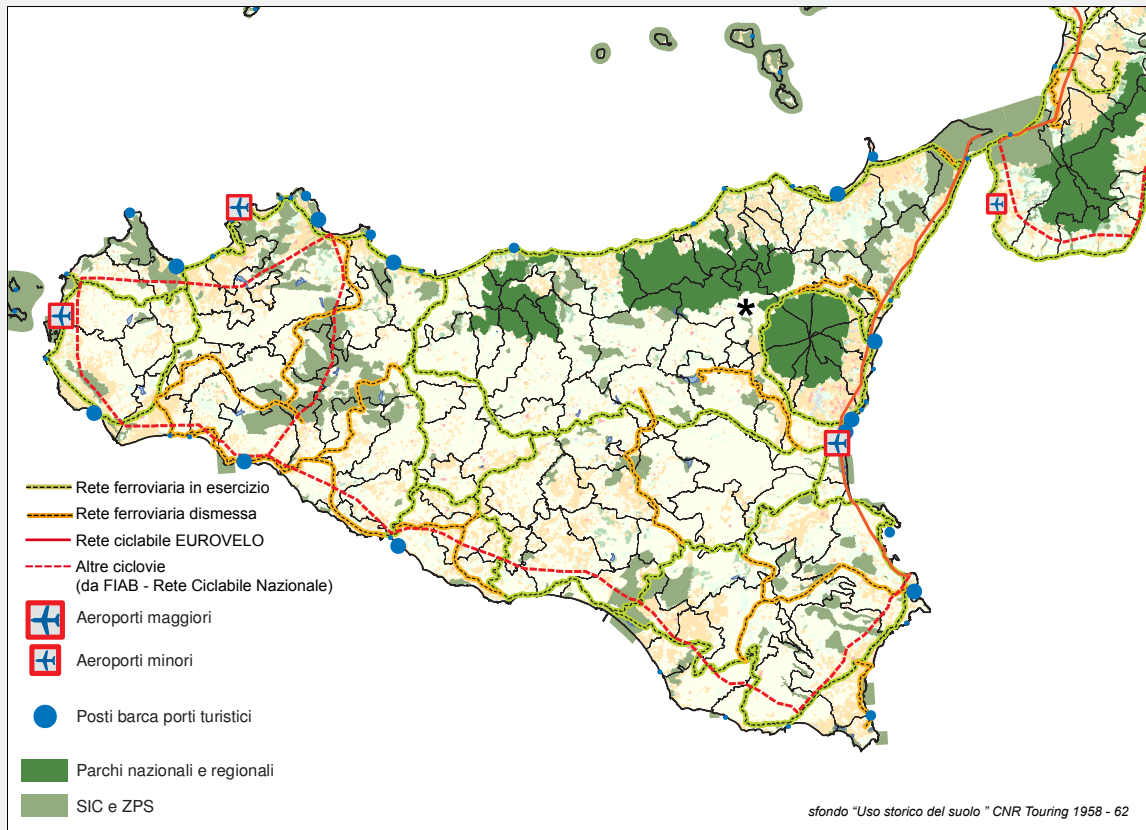 *
Rete ferroviaria in esercizio
Rete ferroviaria dismessa
Rete ciclabile EUROVELO
Altre ciclovie
(da FIAB - Rete Ciclabile Nazionale)
Aeroporti maggiori
Aeroporti minori
Posti barca porti turistici
Parchi nazionali e regionali
SIC e ZPS
sfondo “Uso storico del suolo ” CNR Touring 1958 - 62